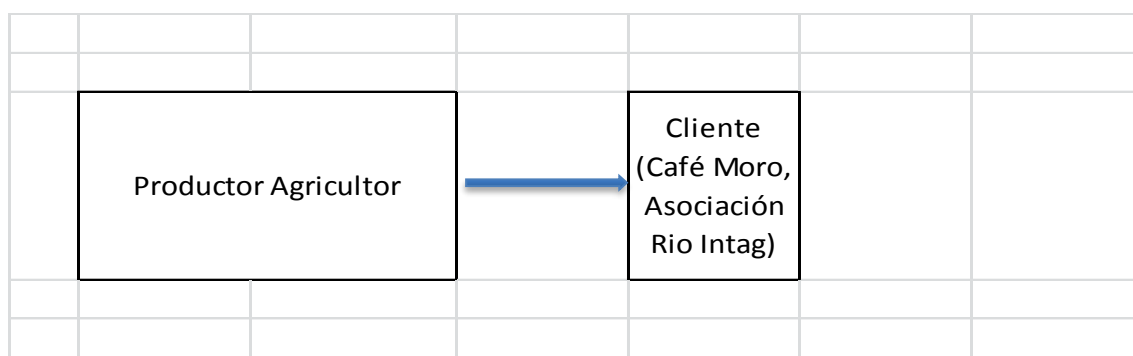 Productor Agricultor
Cliente
(Café Moro,
Asociación
Rio Intag)